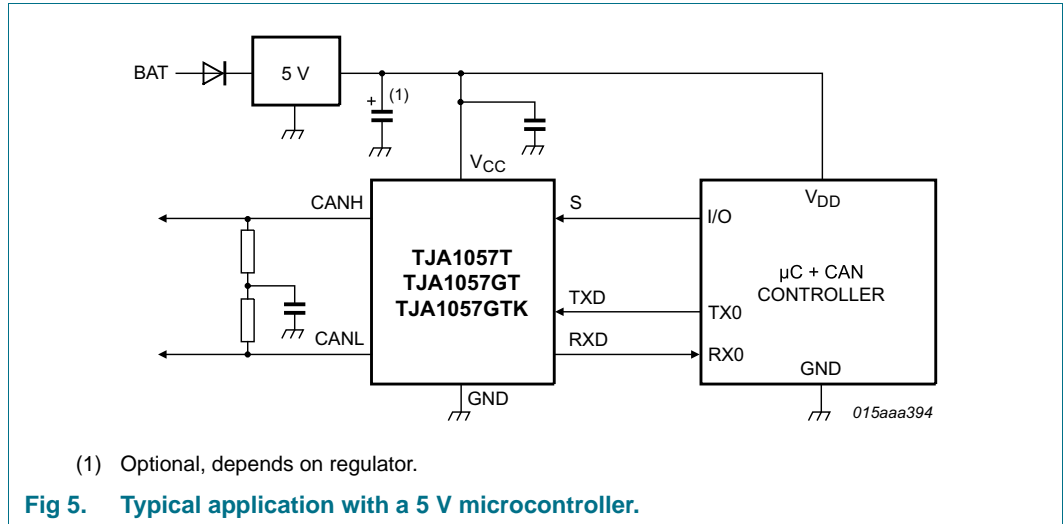 BAT
5 V
+
(1)
VCC
VDD
CANH
S
I/O
TJA1057T
TJA1057GT
TJA1057GTK
µC + CAN
CONTROLLER
TXD
TX0
CANL
RXD
RX0
GND
GND
015aaa394
(1) Optional, depends on regulator.
Fig 5. Typical application with a 5 V microcontroller.